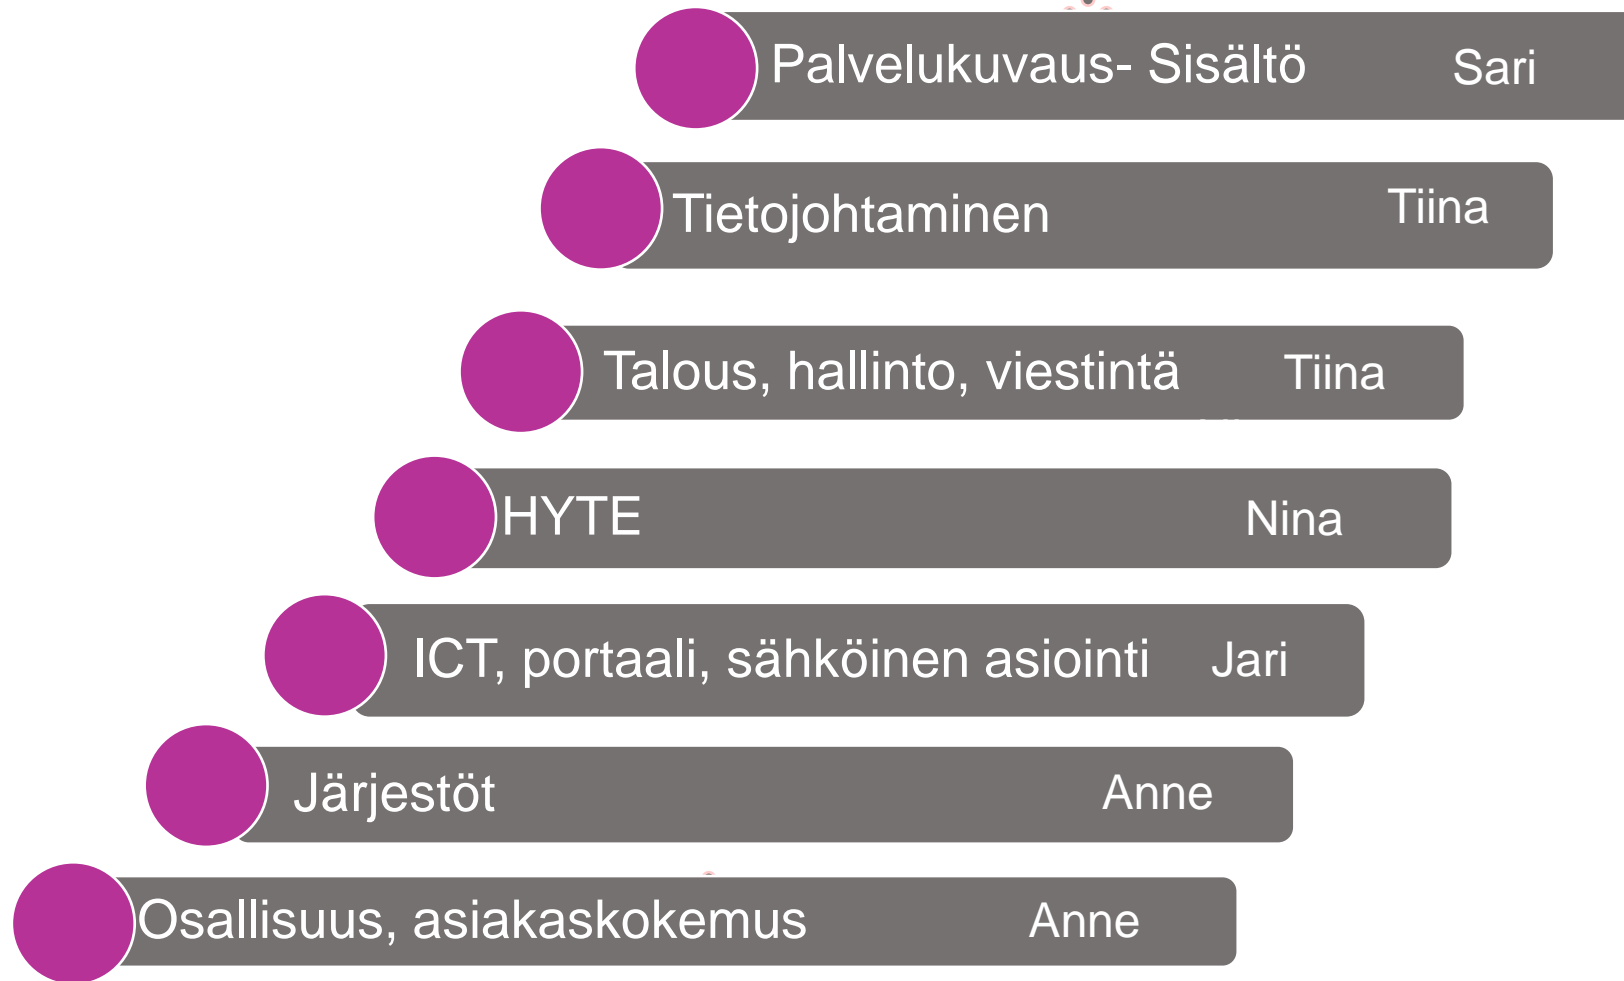 Palvelukuvaus- Sisältö Sari
Tietojohtaminen Tiina
Talous, hallinto, viestintä Tiina
HYTE Nina
ICT, portaali, sähköinen asiointi Jari
Järjestöt Anne
Osallisuus, asiakaskokemus Anne